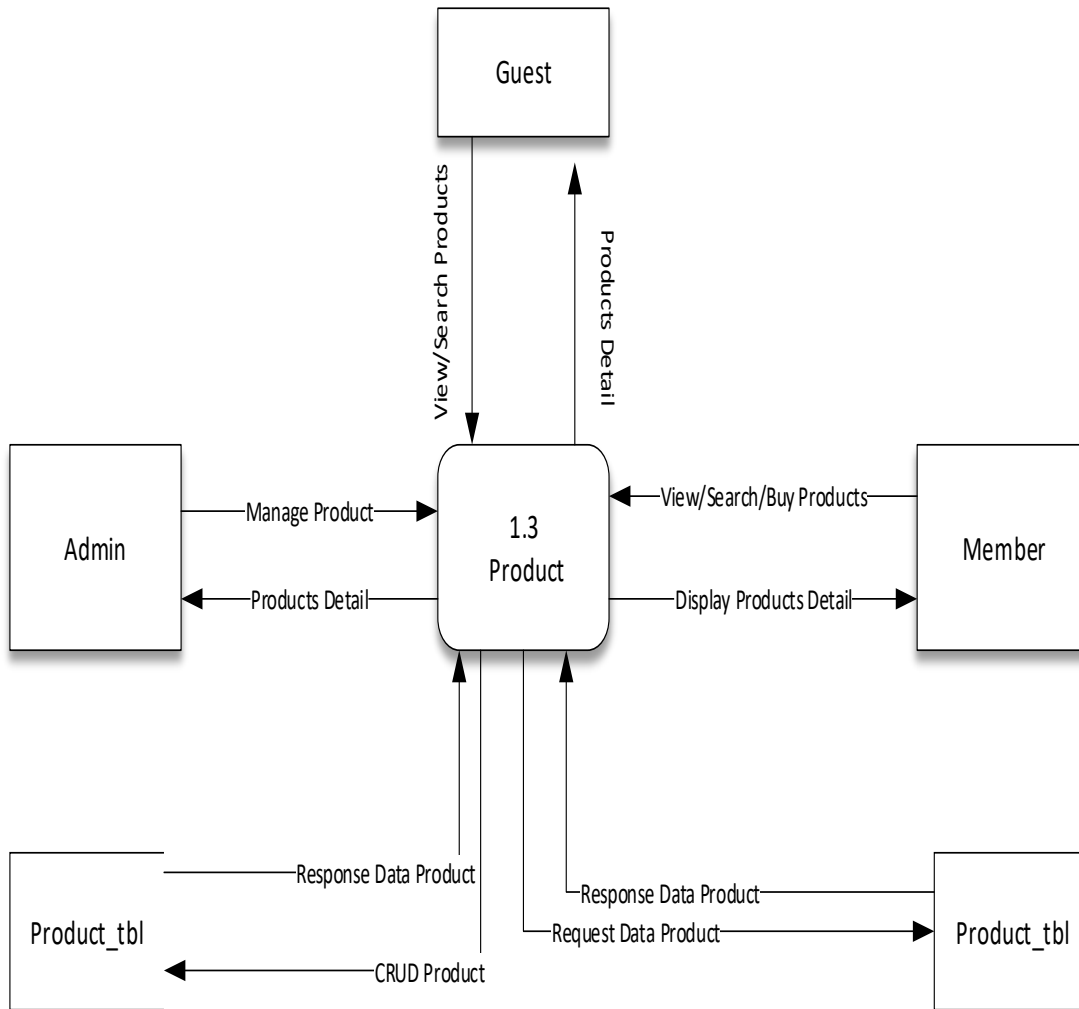 Guest
View/Search Products
Products Detail
Admin
Manage Product
Products Detail
1.3
Product
View/Search/Buy Products
Display Products Detail
Member
Product_tbl
Response Data Product
CRUD Product
Response Data Product
Request Data Product
Product_tbl